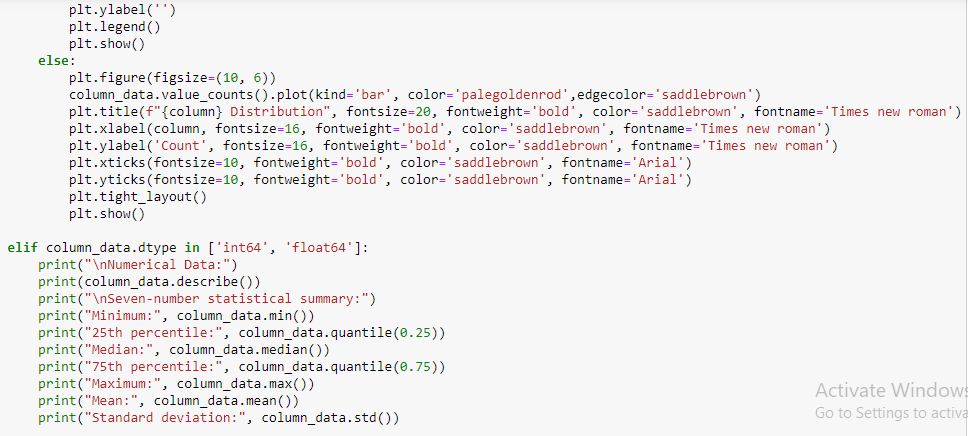 plt.ylabel('')
        plt.legend()
        plt.show()
    else:
        plt.figure(figsize=(10, 6))
        column_data.value_counts().plot(kind='bar', color='palegoldenrod',edgecolor='saddlebrown')
        plt.title(f"{column} Distribution", fontsize=20, fontweight='bold', color='saddlebrown', fontname='Times new roman')
        plt.xlabel(column, fontsize=16, fontweight='bold', color='saddlebrown', fontname='Times new roman')
        plt.ylabel('Count', fontsize=16, fontweight='bold', color='saddlebrown', fontname='Times new roman')
        plt.xticks(fontsize=10, fontweight='bold', color='saddlebrown', fontname='Arial')
        plt.yticks(fontsize=10, fontweight='bold', color='saddlebrown', fontname='Arial')
        plt.tight_layout()
        plt.show()

elif column_data.dtype in ['int64', 'float64']:
    print("\nNumerical Data:")
    print(column_data.describe())
    print("\nSeven-number statistical summary:")
    print("Minimum:", column_data.min())
    print("25th percentile:", column_data.quantile(0.25))
    print("Median:", column_data.median())
    print("75th percentile:", column_data.quantile(0.75))
    print("Maximum:", column_data.max())
    print("Mean:", column_data.mean())
    print("Standard deviation:", column_data.std())
Activate Windows
Go to Settings to activa